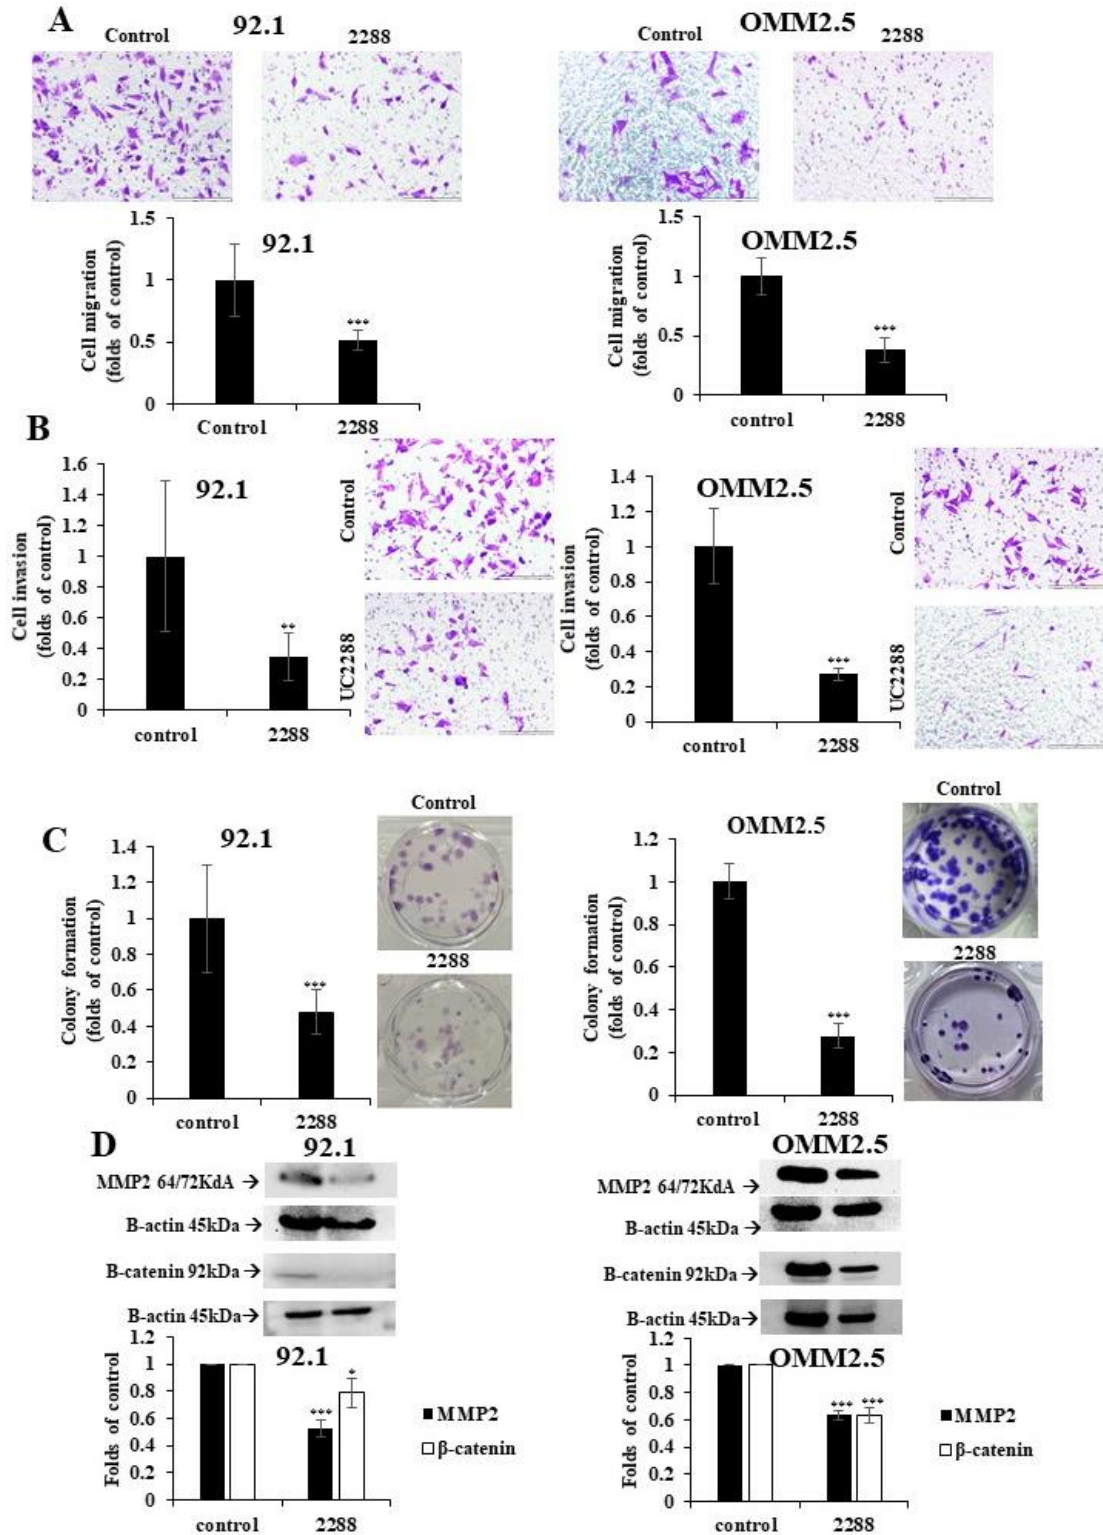 A
92.1
OMM2.5
Control
2288
Control
2288
92.1
Cell migration
(folds of control)
1.5
1
0.5
0
***
Control
2288
OMM2.5
Cell migration
(folds of control)
1.5
1
0.5
0
***
control
2288
B
92.1
Cell invasion
(folds of control)
1.6
1.4
1.2
1
0.8
0.6
0.4
0.2
0
**
control
2288
Control
UC2288
OMM2.5
Cell invasion
(folds of control)
1.4
1.2
1
0.8
0.6
0.4
0.2
0
***
control
2288
Control
UC2288
C
92.1
Colony formation
(folds of control)
1.4
1.2
1
0.8
0.6
0.4
0.2
0
***
control
2288
Control
2288
OMM2.5
Colony formation
(folds of control)
1.2
1
0.8
0.6
0.4
0.2
0
***
control
2288
Control
2288
D
92.1
MMP2 64/72KdA →
B-actin 45kDa →
B-catenin 92kDa →
B-actin 45kDa→
OMM2.5
MMP2 64/72KdA →
B-actin 45kDa →
B-catenin 92kDa →
B-actin 45kDa→
92.1
Folds of control
1.2
1
0.8
0.6
0.4
0.2
0
***
*
control
2288
MMP2
β-catenin
OMM2.5
Folds of control
1.2
1
0.8
0.6
0.4
0.2
0
*** ***
control
2288
MMP2
β-catenin